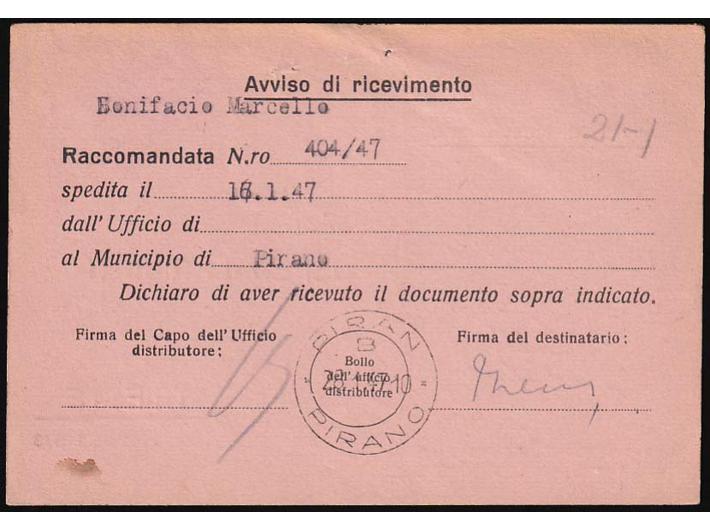 Avviso di ricevimento
Bonifacio Marcello
21-1
Raccomandata N.ro 404/47
spedita il 18.1.47
dall' Ufficio di
al Municipio di Pirano
Dichiaro di aver ricevuto il documento sopra indicato.
Firma del Capo dell' Ufficio
distributore:
PIRAN
B
Bollo
dell' ufficio
distributore
PIRANO
Firma del destinatario: